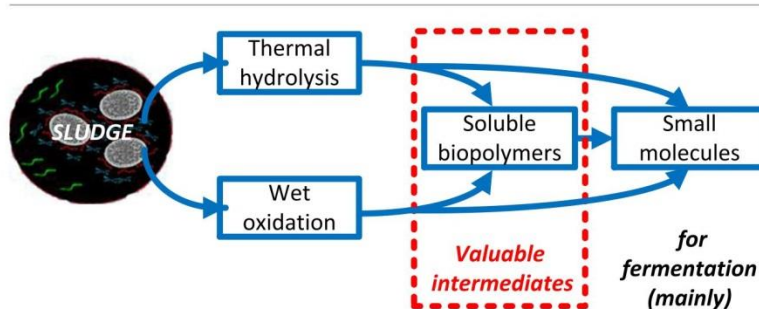 Thermal
hydrolysis
SLUDGE
Soluble
biopolymers
Small
molecules
Wet
oxidation
Valuable
intermediates
for
fermentation
(mainly)